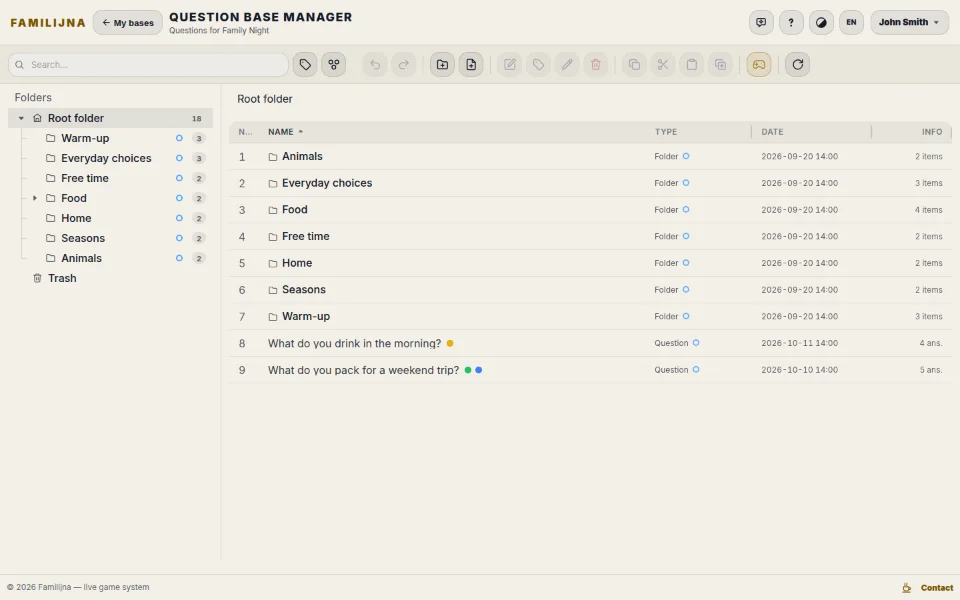 FAMILIJNA
← My bases
QUESTION BASE MANAGER
Questions for Family Night
?
EN
John Smith
Search...
Folders
Root folder 18
Warm-up 3
Everyday choices 3
Free time 2
Food 2
Home 2
Seasons 2
Animals 2
Trash
Root folder
N... NAME TYPE DATE INFO
1 Animals Folder 2026-09-20 14:00 2 items
2 Everyday choices Folder 2026-09-20 14:00 3 items
3 Food Folder 2026-09-20 14:00 4 items
4 Free time Folder 2026-09-20 14:00 2 items
5 Home Folder 2026-09-20 14:00 2 items
6 Seasons Folder 2026-09-20 14:00 2 items
7 Warm-up Folder 2026-09-20 14:00 3 items
8 What do you drink in the morning? Question 2026-10-11 14:00 4 ans.
9 What do you pack for a weekend trip? Question 2026-10-10 14:00 5 ans.
© 2026 Familijna — live game system
Contact